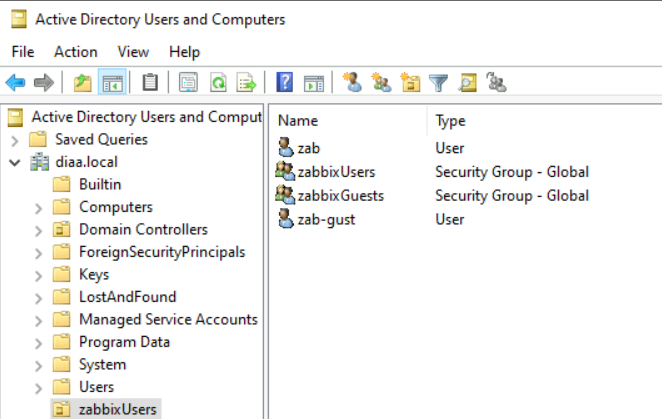 Active Directory Users and Computers
File Action View Help
Active Directory Users and Comput
Saved Queries
diaa.local
Builtin
Computers
Domain Controllers
ForeignSecurityPrincipals
Keys
LostAndFound
Managed Service Accounts
Program Data
System
Users
zabbixUsers
Name Type
zab User
zabbixUsers Security Group - Global
zabbixGuests Security Group - Global
zab-gust User